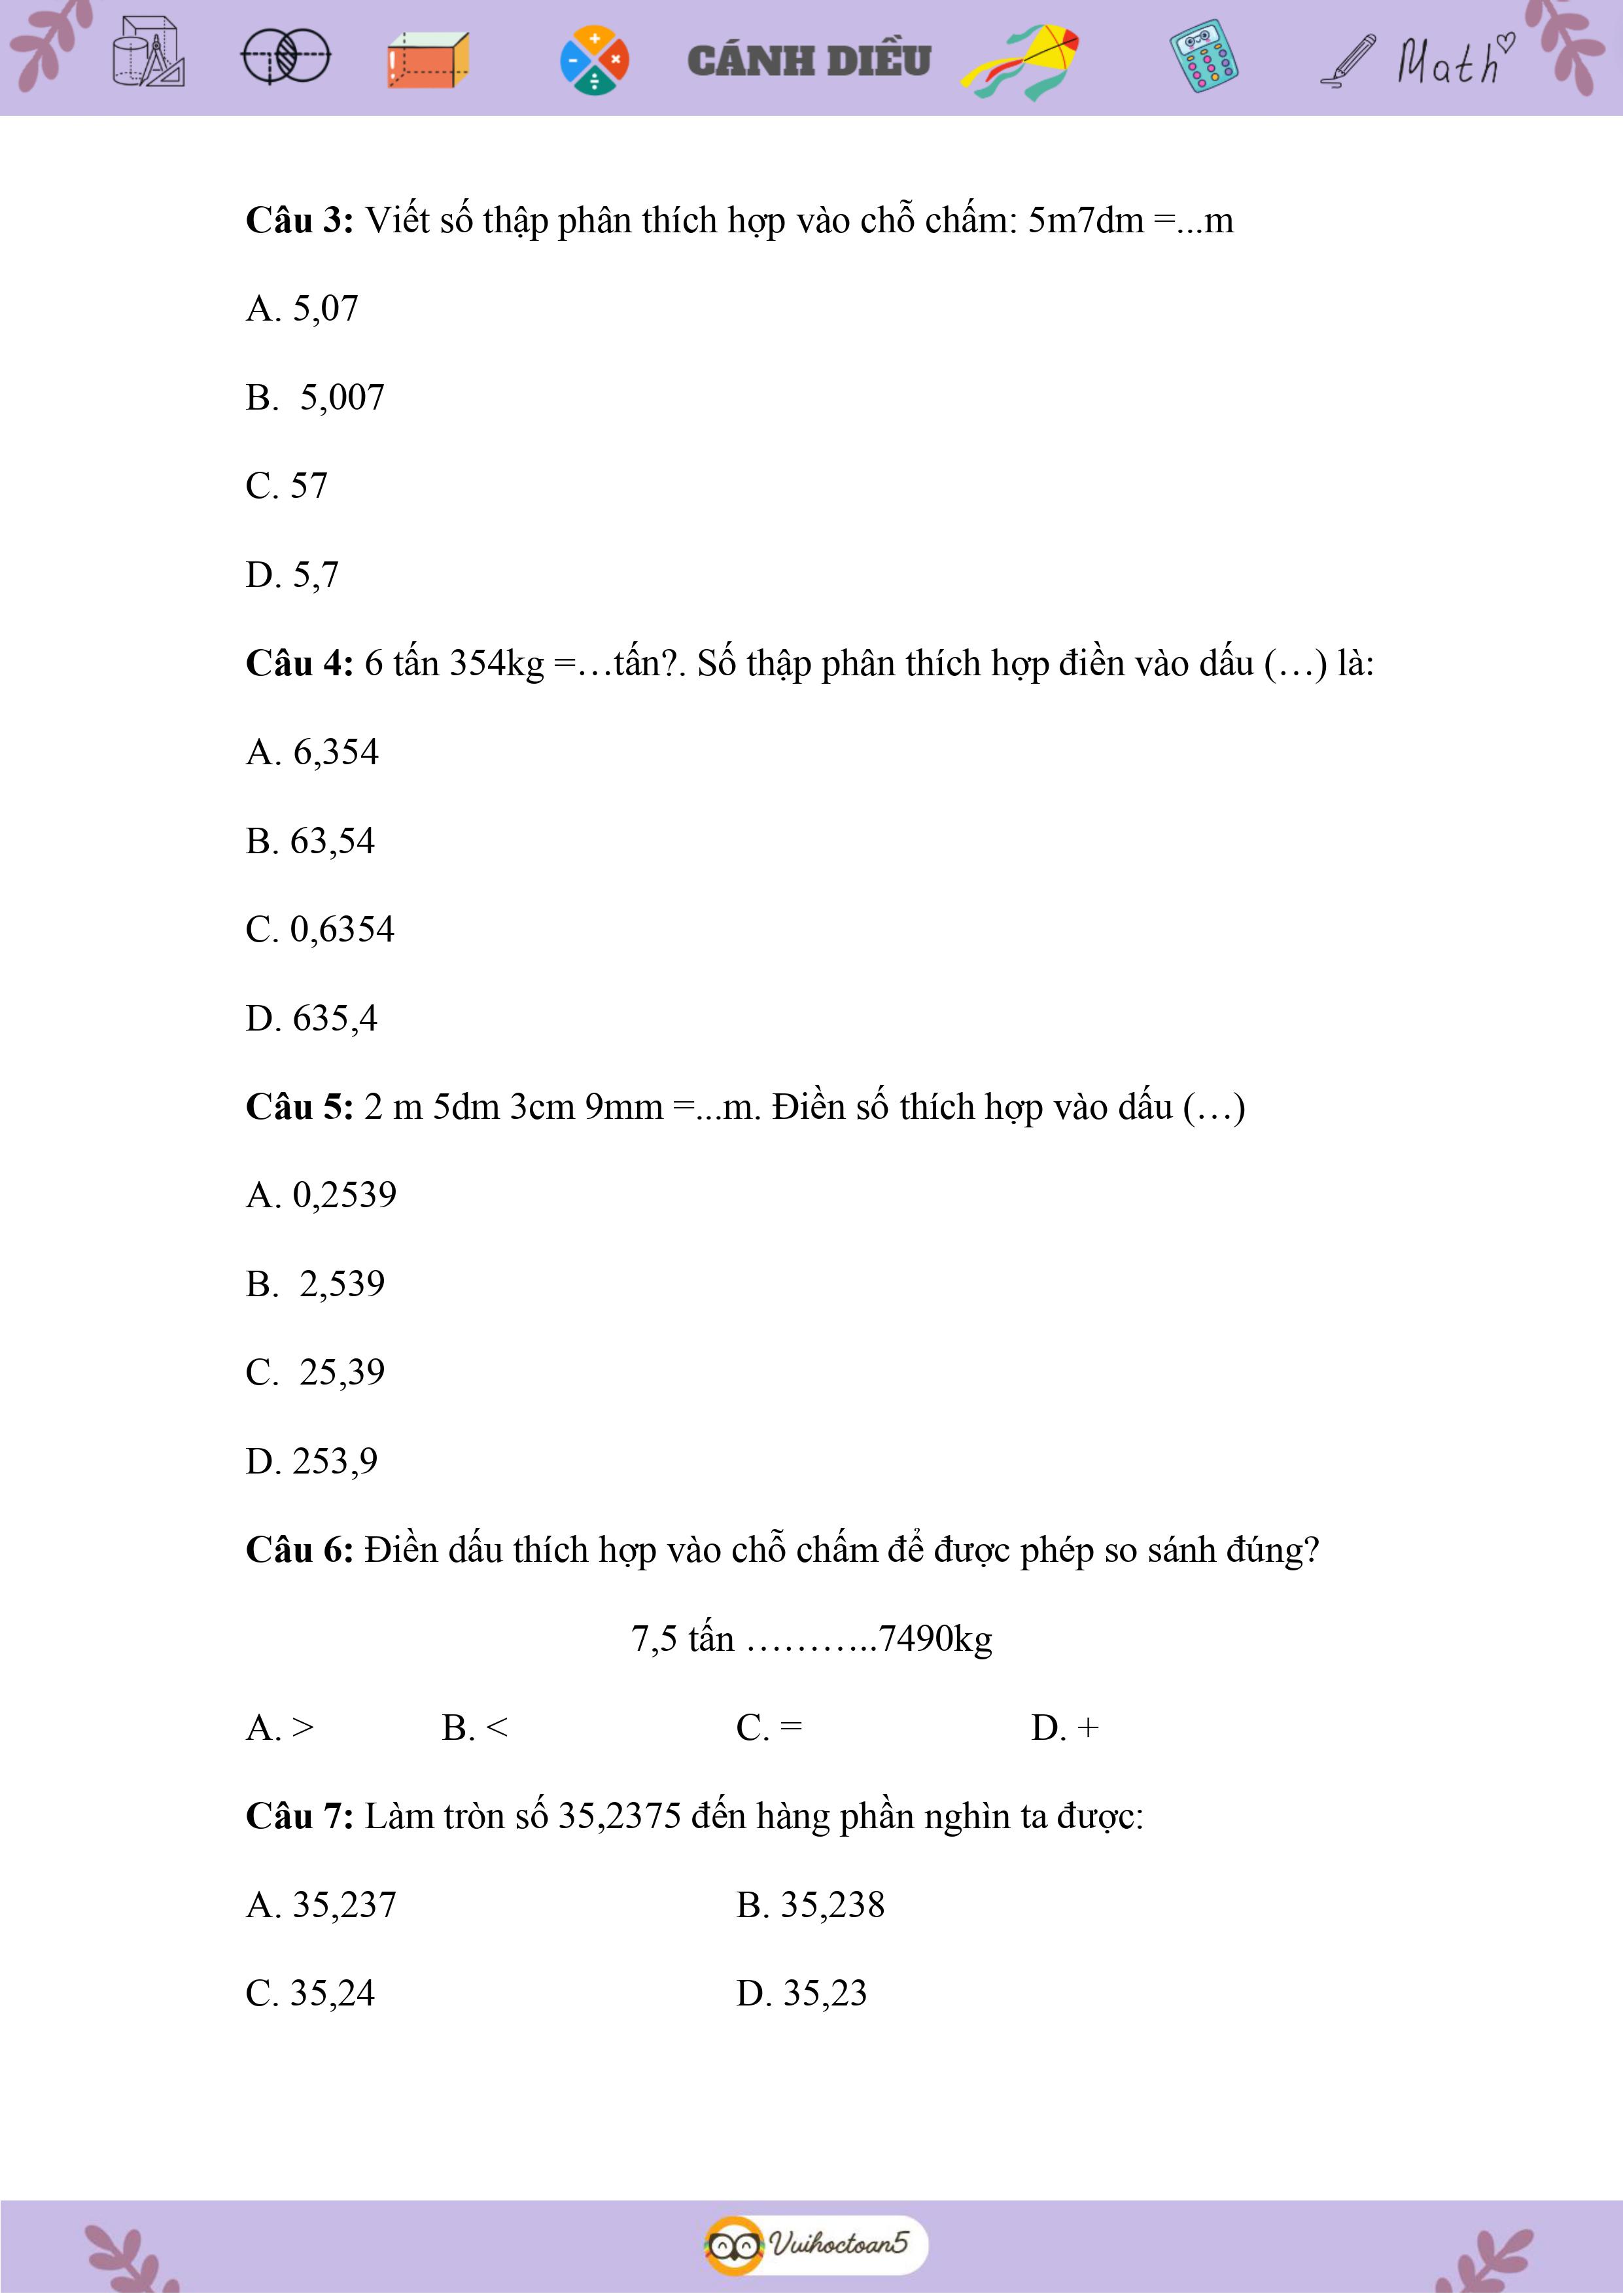 CÁNH DIỀU
Math
Câu 3: Viết số thập phân thích hợp vào chỗ chấm: 5m7dm =...m
A. 5,07
B. 5,007
C. 57
D. 5,7
Câu 4: 6 tấn 354kg =…tấn?. Số thập phân thích hợp điền vào dấu (…) là:
A. 6,354
B. 63,54
C. 0,6354
D. 635,4
Câu 5: 2 m 5dm 3cm 9mm =...m. Điền số thích hợp vào dấu (…)
A. 0,2539
B. 2,539
C. 25,39
D. 253,9
Câu 6: Điền dấu thích hợp vào chỗ chấm để được phép so sánh đúng?
7,5 tấn ………..7490kg
A. > B. < C. = D. +
Câu 7: Làm tròn số 35,2375 đến hàng phần nghìn ta được:
A. 35,237 B. 35,238
C. 35,24 D. 35,23
Vuihoctoan5